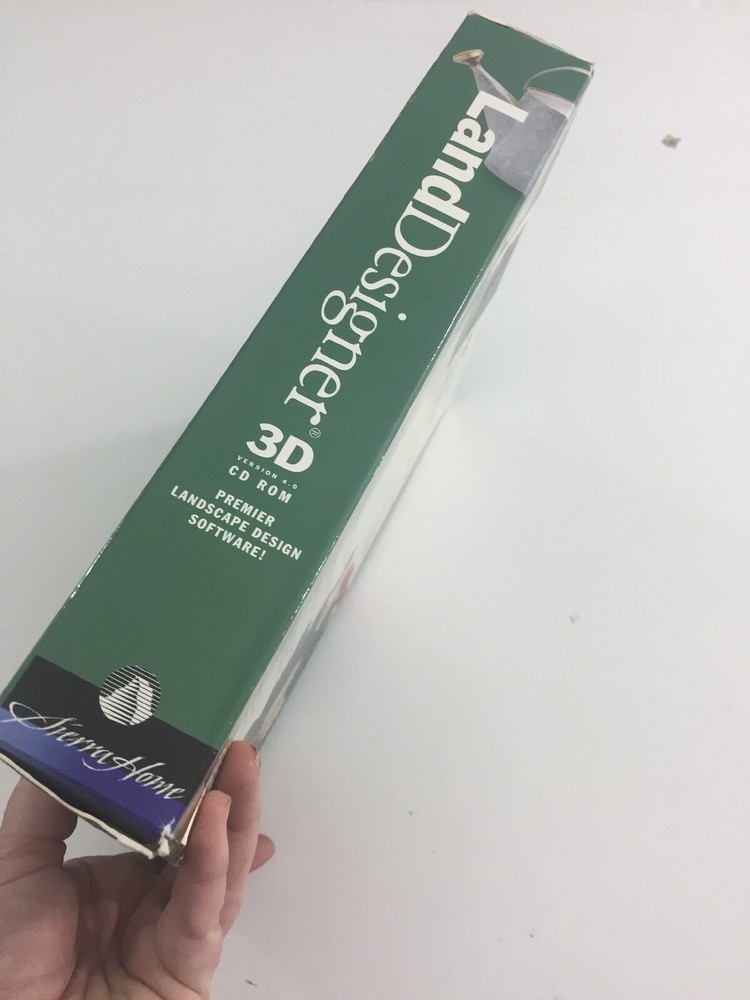 LandDesigner®
3D
VERSION 4.0
CD ROM
PREMIER
LANDSCAPE DESIGN
SOFTWARE!
Sierra Home